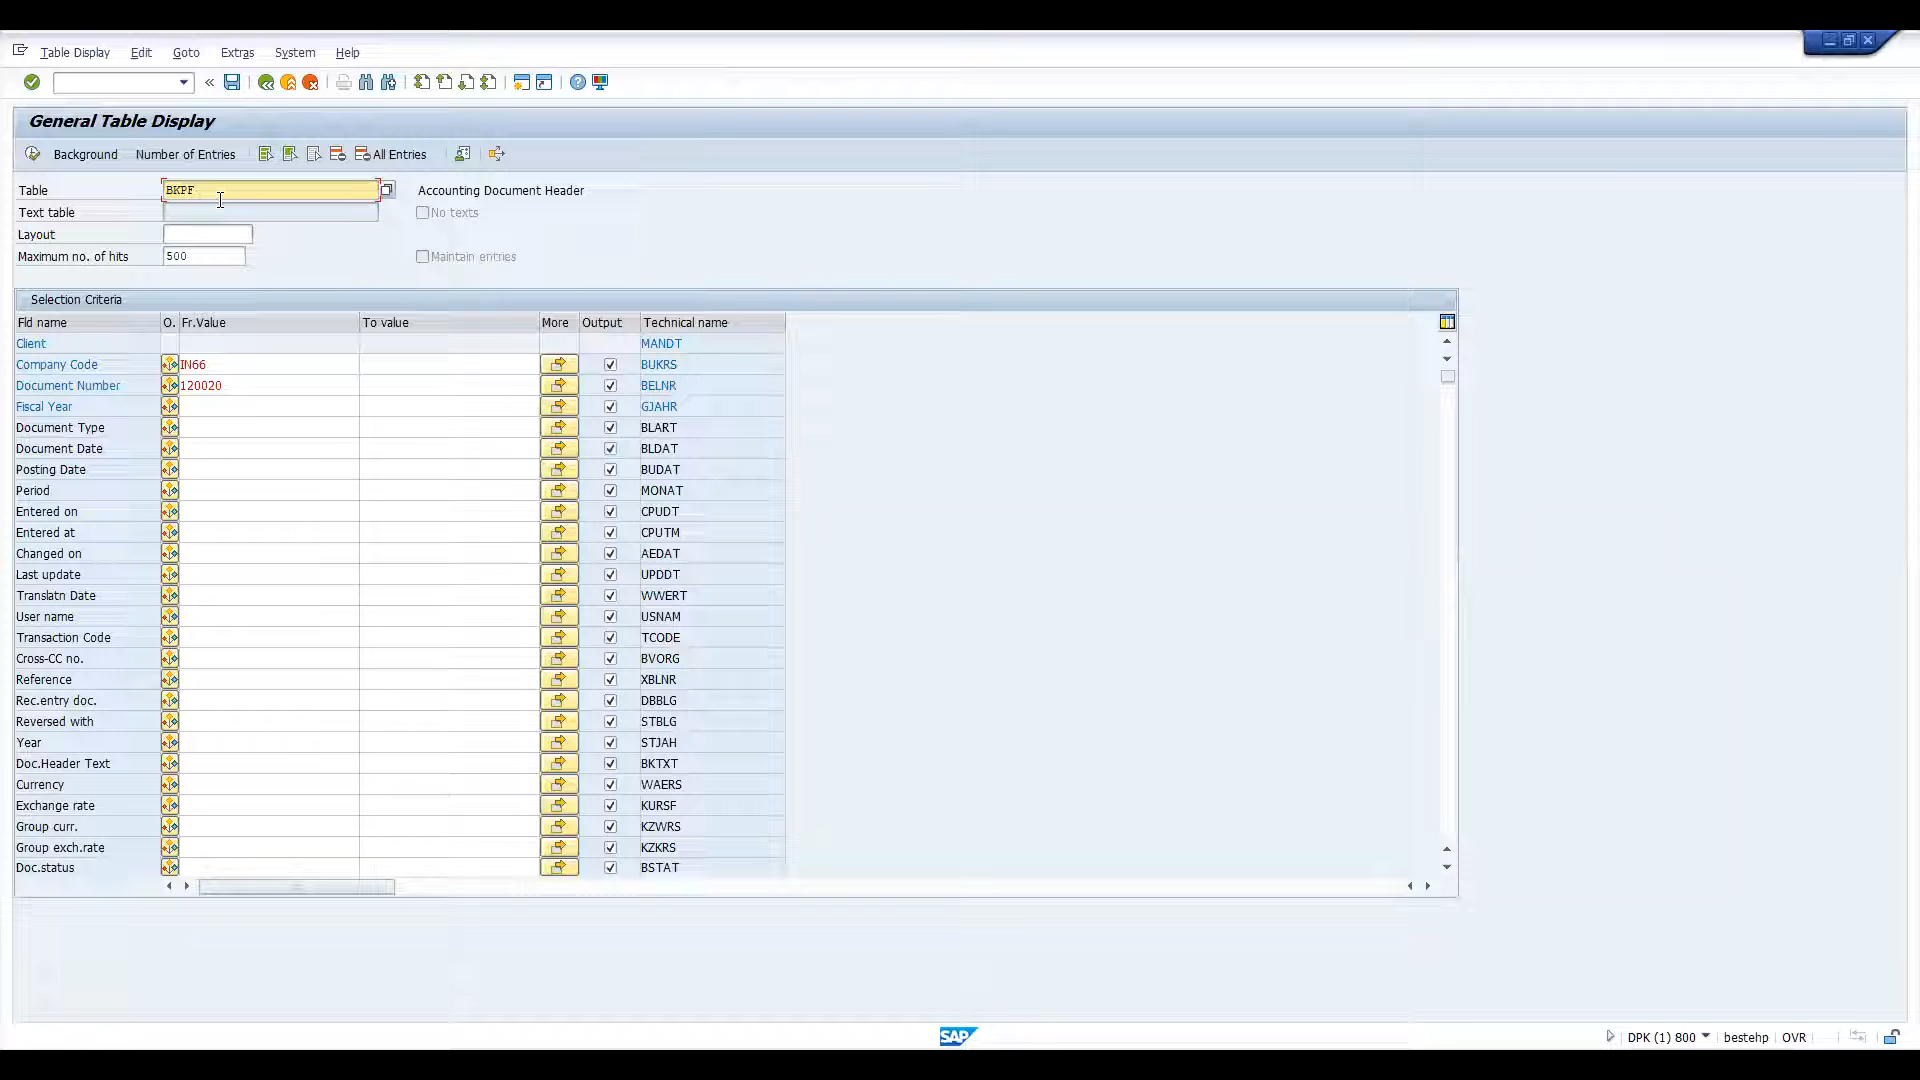 Table Display Edit Goto Extras System Help
General Table Display
Background Number of Entries All Entries
Table BKPF Accounting Document Header
Text table No texts
Layout
Maximum no. of hits 500 Maintain entries
Selection Criteria
Fld name O. Fr.Value To value More Output Technical name
Client MANDT
Company Code IN66 BUKRS
Document Number 120020 BELNR
Fiscal Year GJAHR
Document Type BLART
Document Date BLDAT
Posting Date BUDAT
Period MONAT
Entered on CPUDT
Entered at CPUTM
Changed on AEDAT
Last update UPDDT
Translatn Date WWERT
User name USNAM
Transaction Code TCODE
Cross-CC no. BVORG
Reference XBLNR
Rec.entry doc. DBBLG
Reversed with STBLG
Year STJAH
Doc.Header Text BKTXT
Currency WAERS
Exchange rate KURSF
Group curr. KZWRS
Group exch.rate KZKRS
Doc.status BSTAT
SAP DPK (1) 800 bestehp OVR